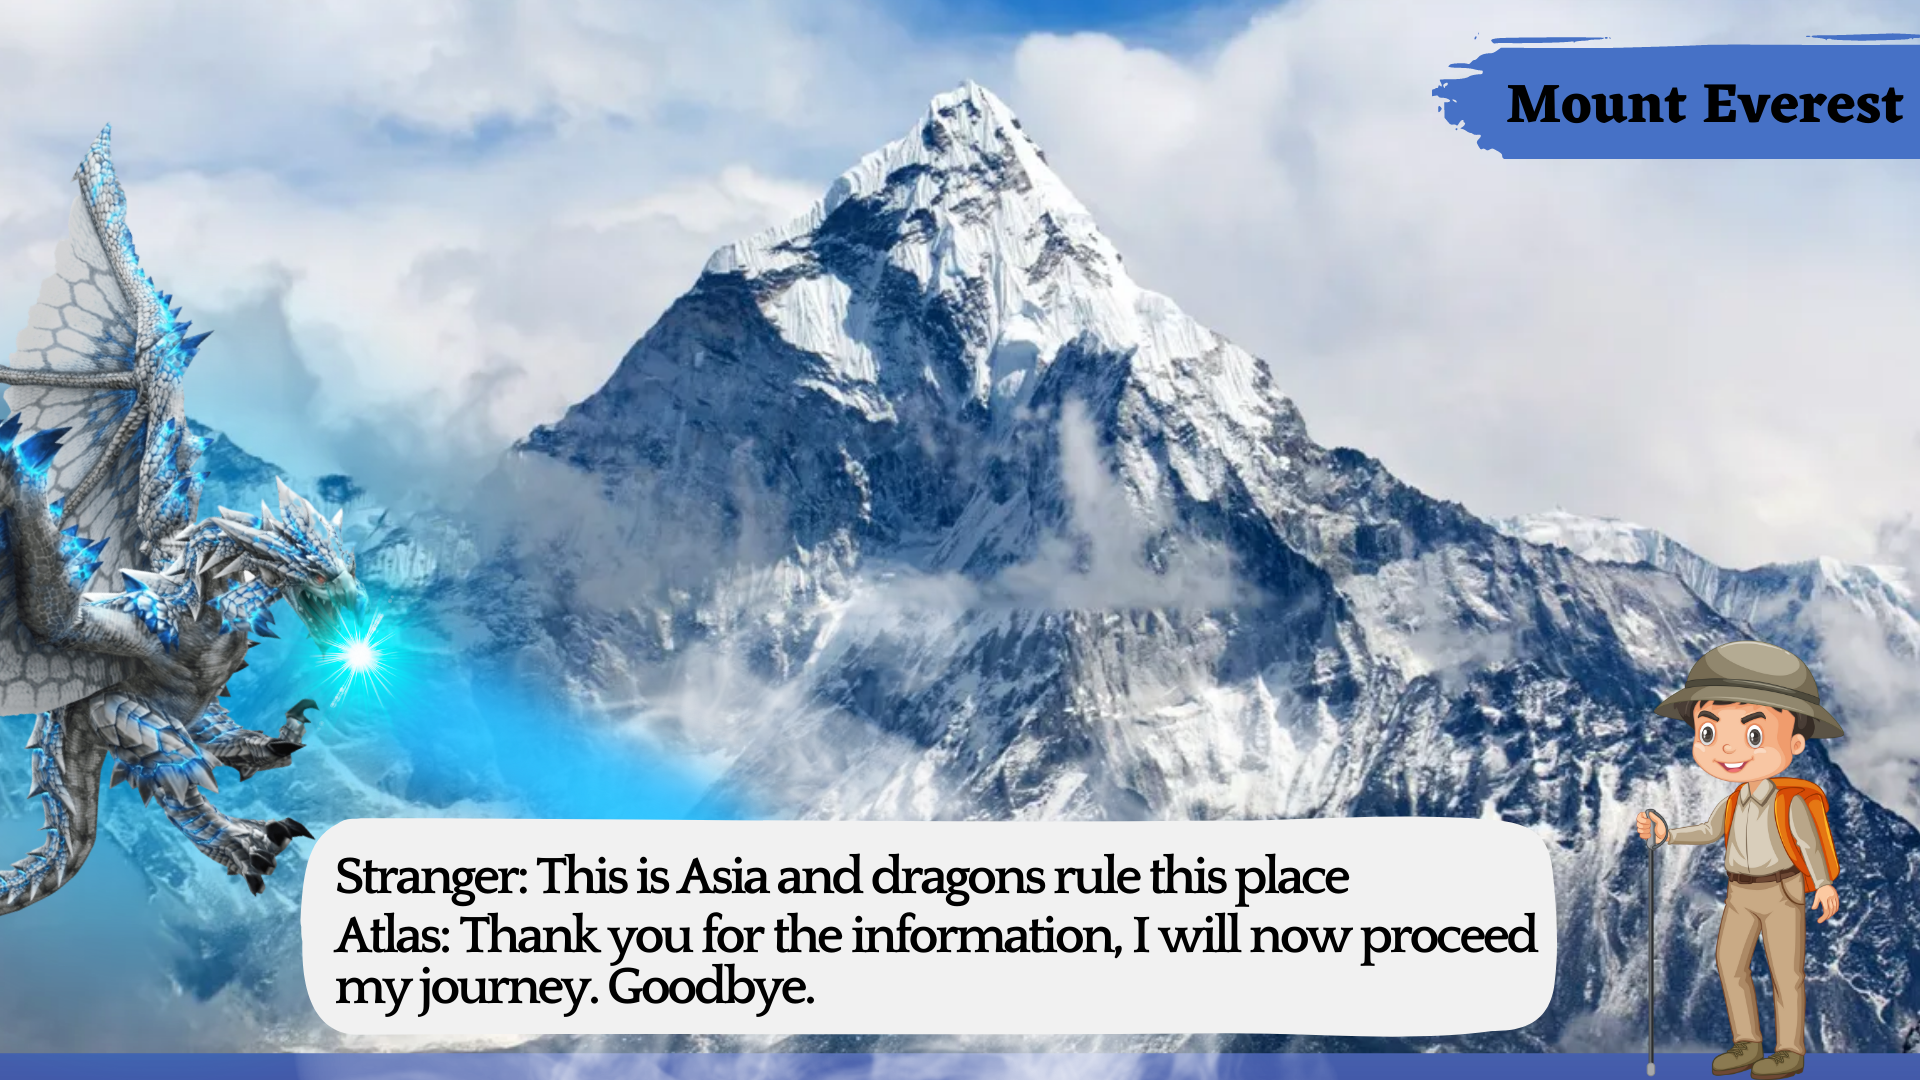 Mount Everest
Stranger: This is Asia and dragons rule this place
Atlas: Thank you for the information, I will now proceed
my journey. Goodbye.